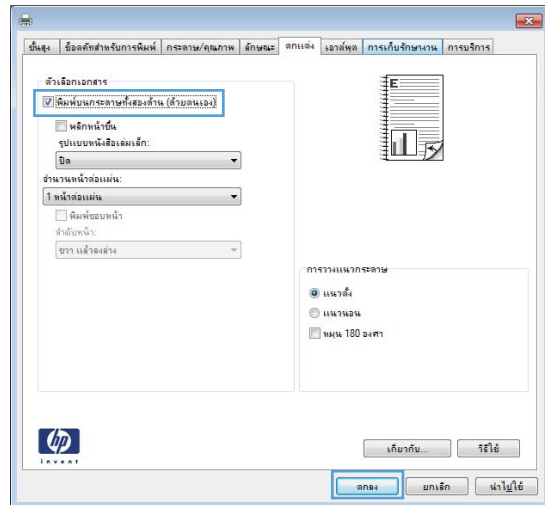 ขั้นสูง ช็อตคัทสำหรับการพิมพ์ กระดาษ/คุณภาพ ลักษณะ ตกแต่ง เอาต์พุต การเก็บรักษางาน การบริการ
ตัวเลือกเอกสาร
พิมพ์บนกระดาษทั้งสองด้าน (ด้วยตนเอง)
พลิกหน้าขึ้น
รูปแบบหนังสือเล่มเล็ก:
ปิด
จำนวนหน้าต่อแผ่น:
1 หน้าต่อแผ่น
พิมพ์ขอบหน้า
ลำดับหน้า:
ขวา แล้วลงล่าง
E
การวางแนวกระดาษ
แนวตั้ง
แนวนอน
หมุน 180 องศา
hp
invent
เกี่ยวกับ... วิธีใช้
ตกลง ยกเลิก นำไปใช้